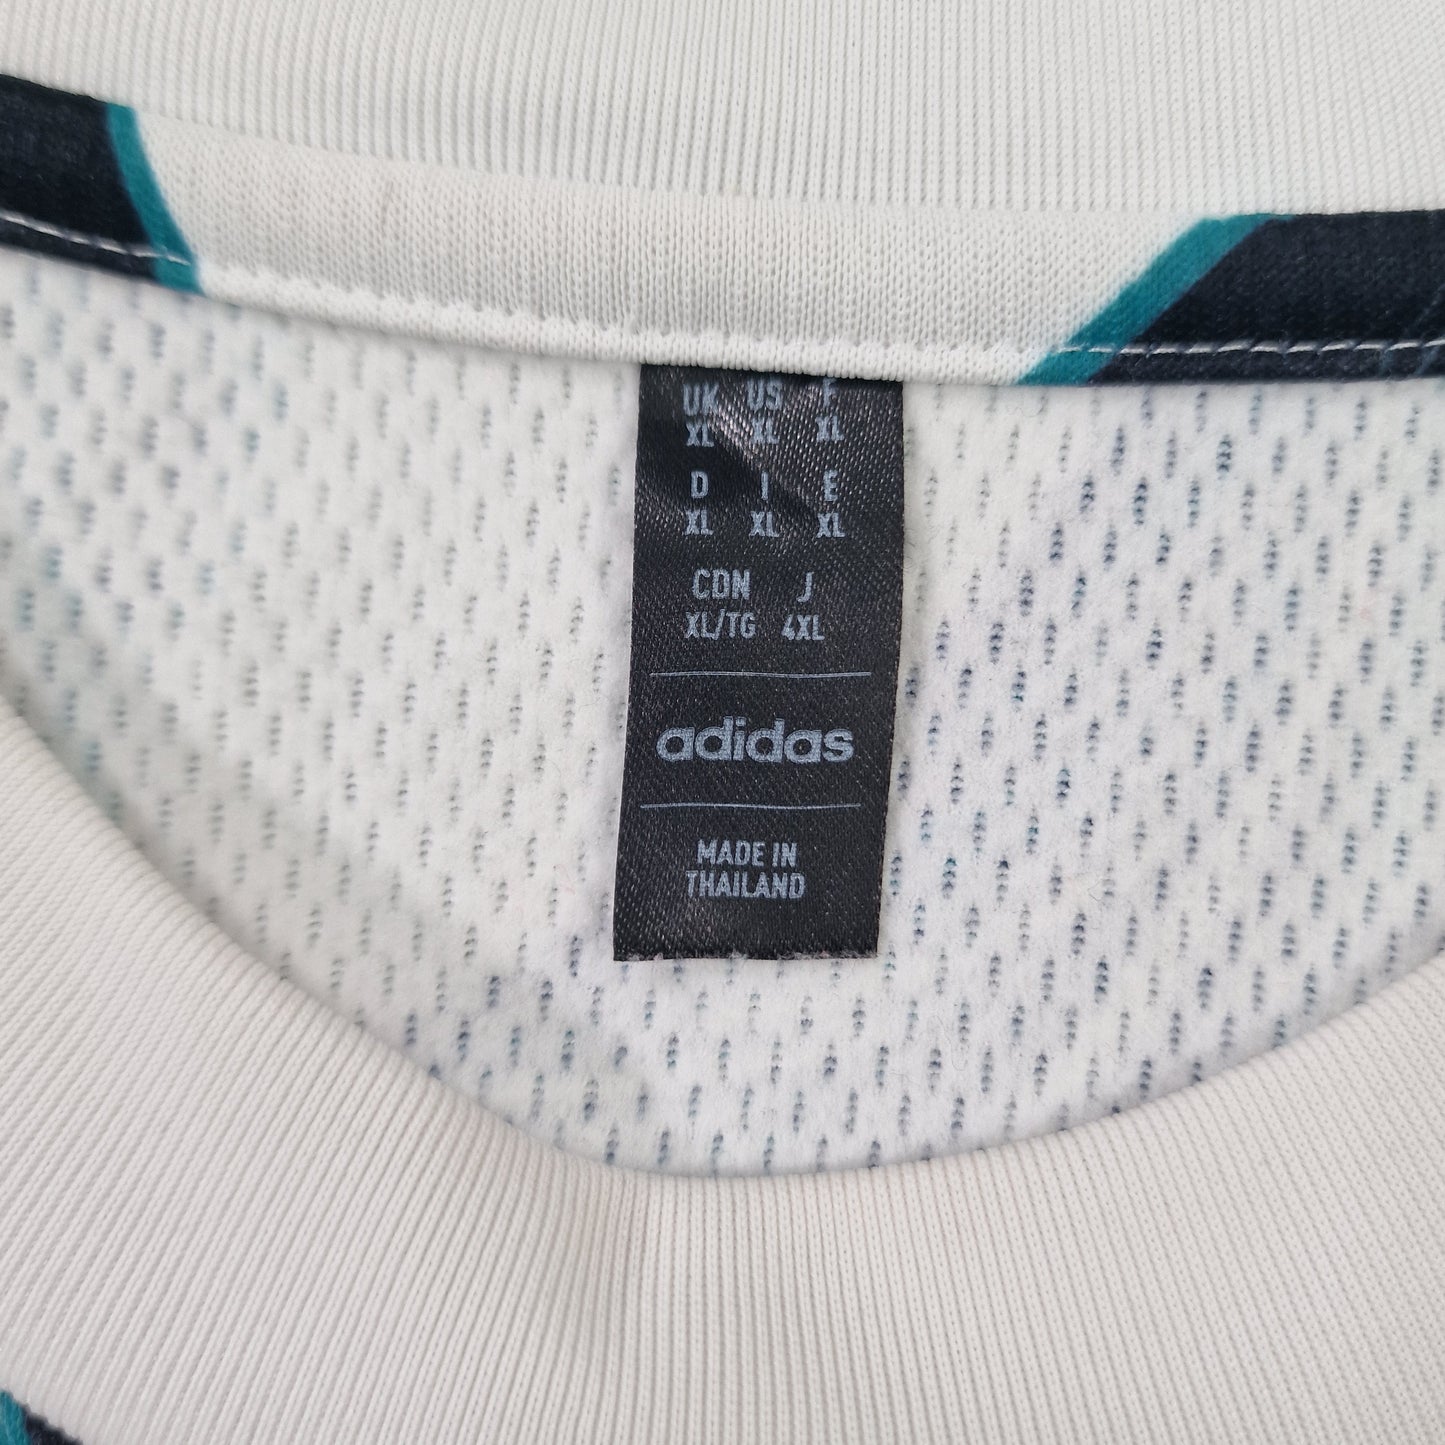 UK US F
XL XL XL
D I E
XL XL XL
CDN J
XL/TG 4XL
adidas
MADE IN
THAILAND